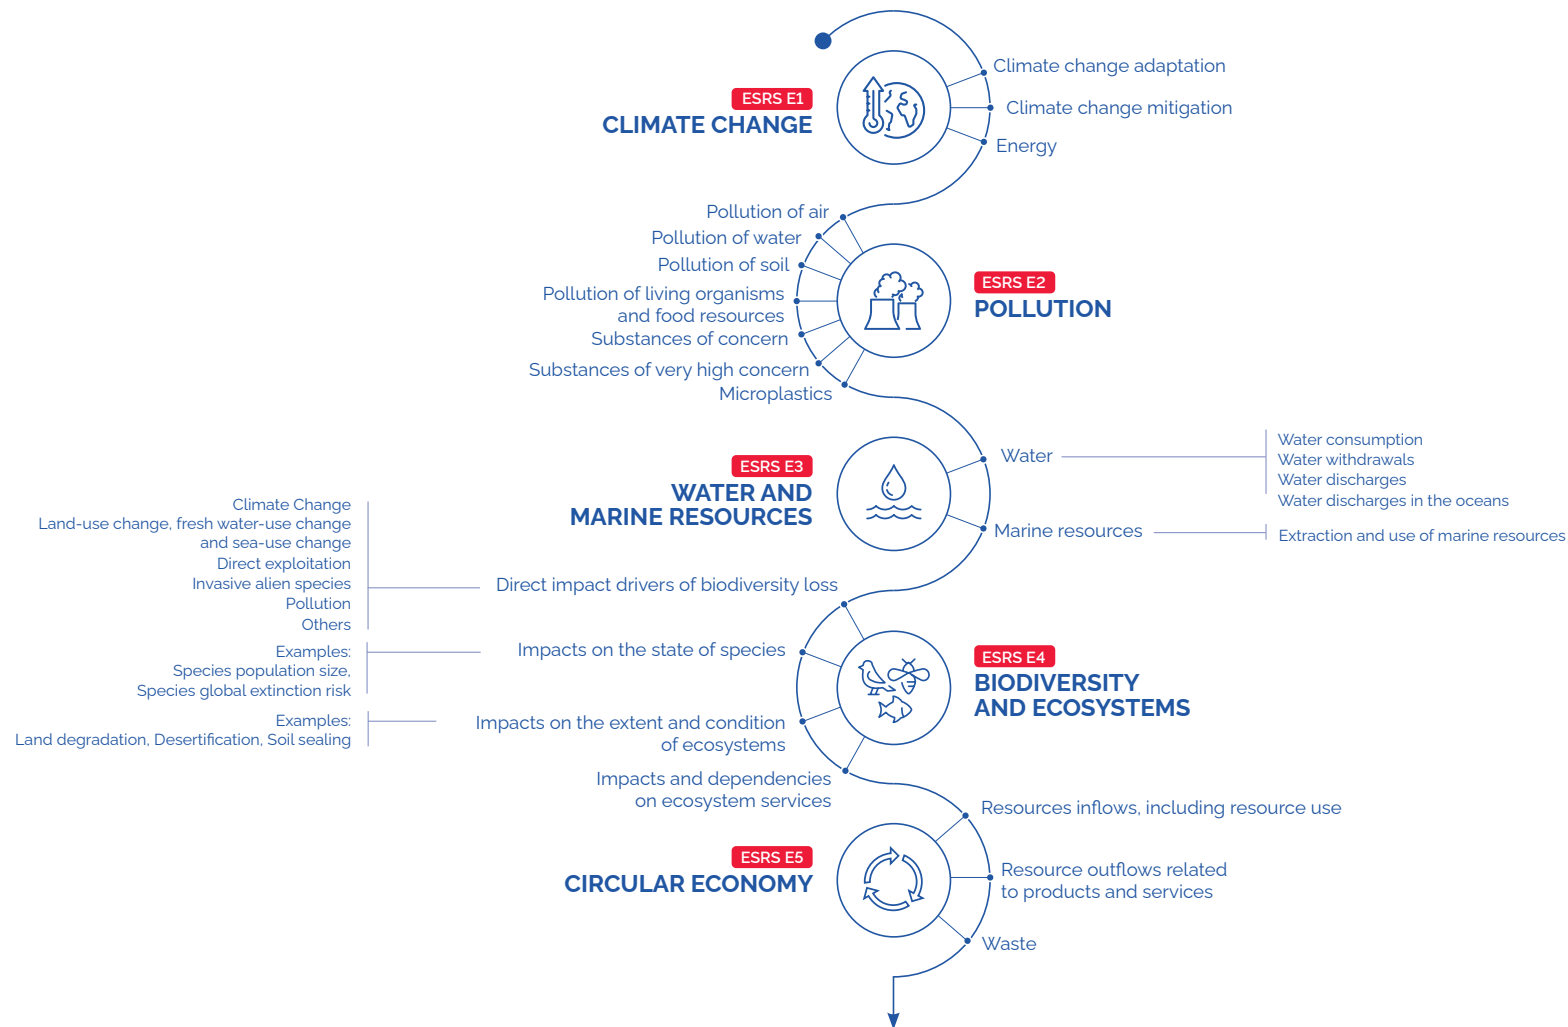 ESRS E1
CLIMATE CHANGE
Climate change adaptation
Climate change mitigation
Energy
Pollution of air
Pollution of water
Pollution of soil
Pollution of living organisms
and food resources
Substances of concern
Substances of very high concern
Microplastics
ESRS E2
POLLUTION
ESRS E3
WATER AND
MARINE RESOURCES
Water
Water consumption
Water withdrawals
Water discharges
Water discharges in the oceans
Marine resources
Extraction and use of marine resources
Climate Change
Land-use change, fresh water-use change
and sea-use change
Direct exploitation
Invasive alien species
Pollution
Others
Direct impact drivers of biodiversity loss
Examples:
Species population size,
Species global extinction risk
Impacts on the state of species
Examples:
Land degradation, Desertification, Soil sealing
Impacts on the extent and condition
of ecosystems
Impacts and dependencies
on ecosystem services
ESRS E4
BIODIVERSITY
AND ECOSYSTEMS
ESRS E5
CIRCULAR ECONOMY
Resources inflows, including resource use
Resource outflows related
to products and services
Waste